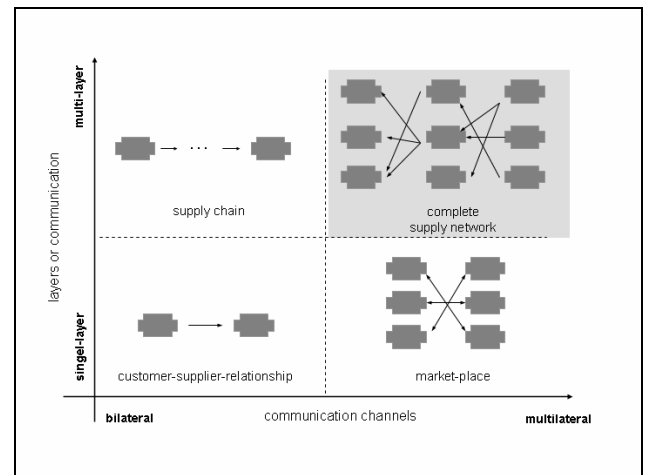 multi-layer
layers or communication
singel-layer
· · ·
supply chain
complete
supply network
customer-supplier-relationship
market-place
bilateral
communication channels
multilateral